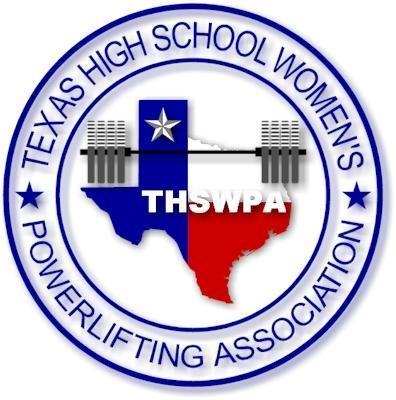 TEXAS HIGH SCHOOL WOMEN'S
THSWPA
POWERLIFTING ASSOCIATION